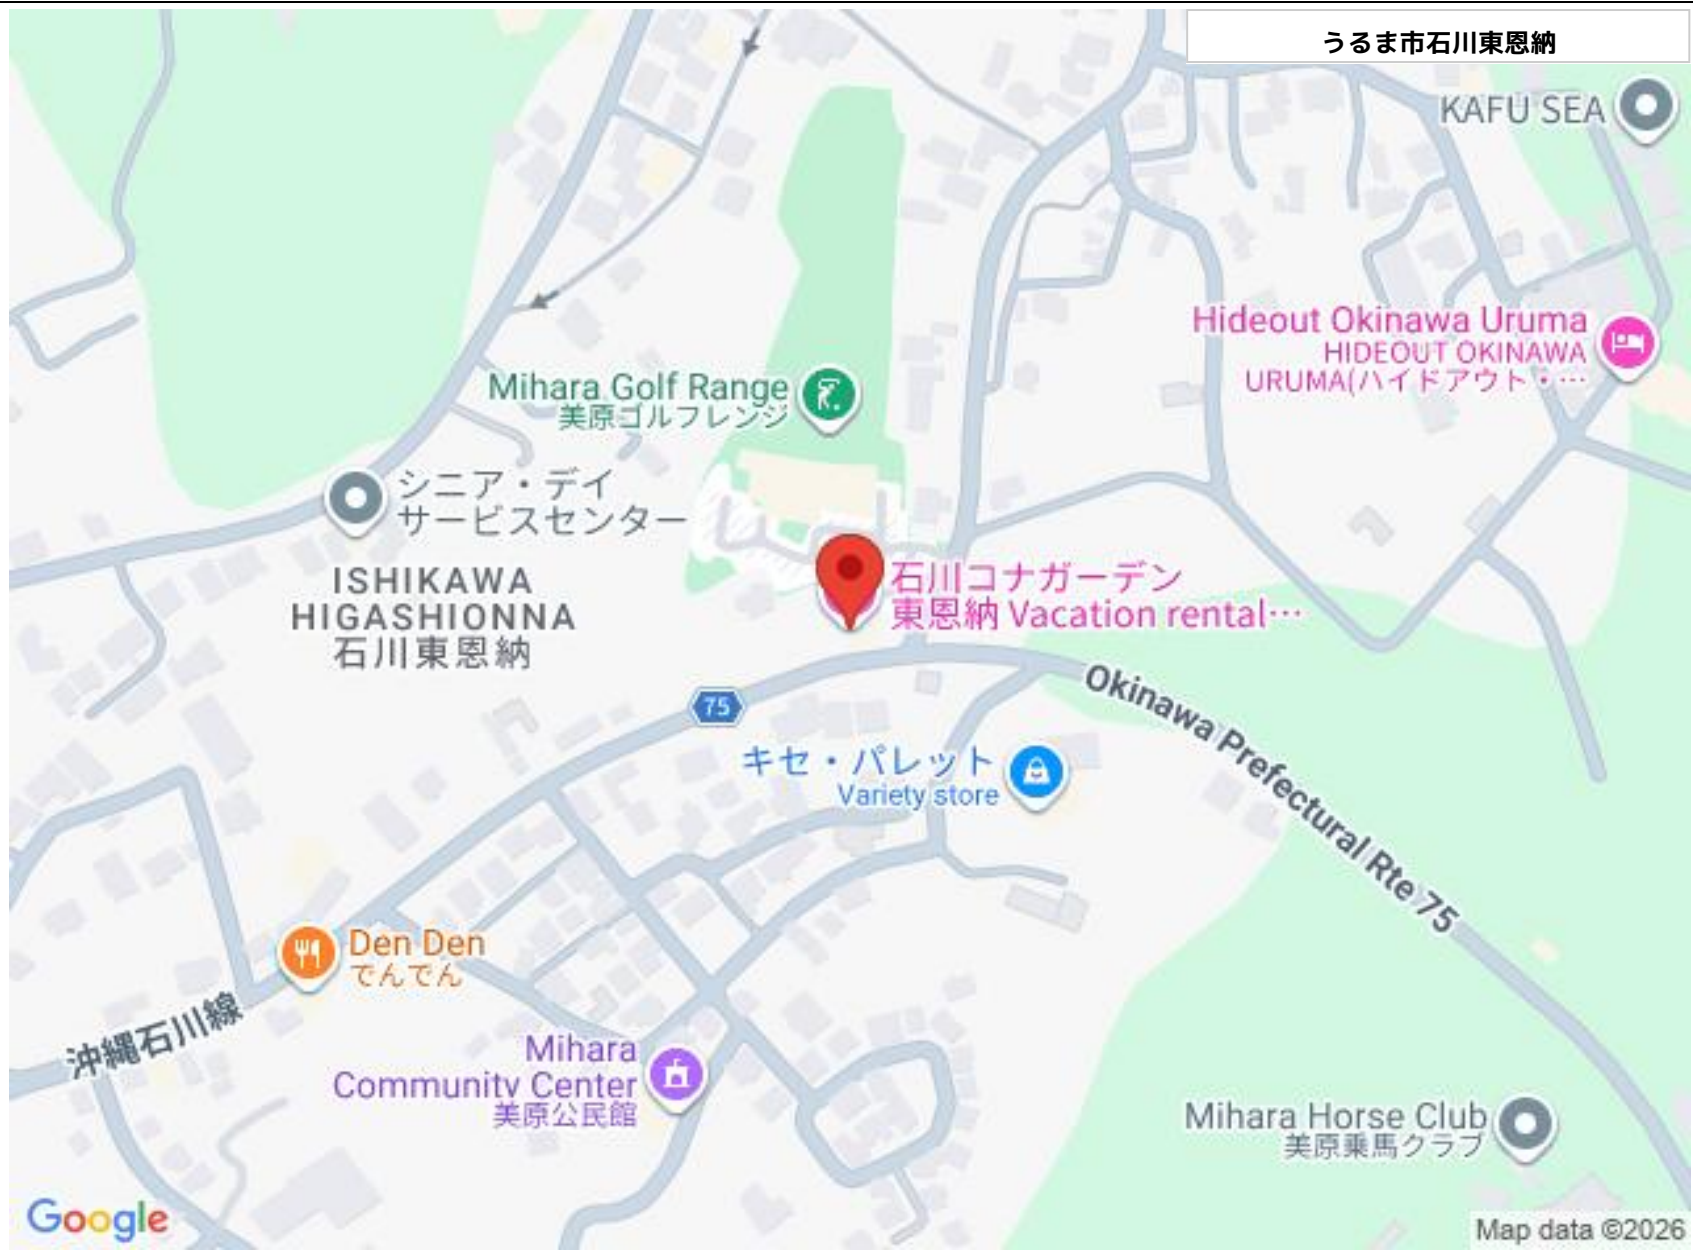 うるま市石川東恩納
KAFU SEA
Hideout Okinawa Uruma
HIDEOUT OKINAWA
URUMA(ハイドアウト・…
Mihara Golf Range
美原ゴルフレンジ
シニア・デイ
サービスセンター
ISHIKAWA
HIGASHIONNA
石川東恩納
石川コナガーデン
東恩納 Vacation rental…
75
Okinawa Prefectural Rte 75
キセ・パレット
Variety store
Den Den
でんでん
沖縄石川線
Mihara
Community Center
美原公民館
Mihara Horse Club
美原乗馬クラブ
Google
Map data ©2026